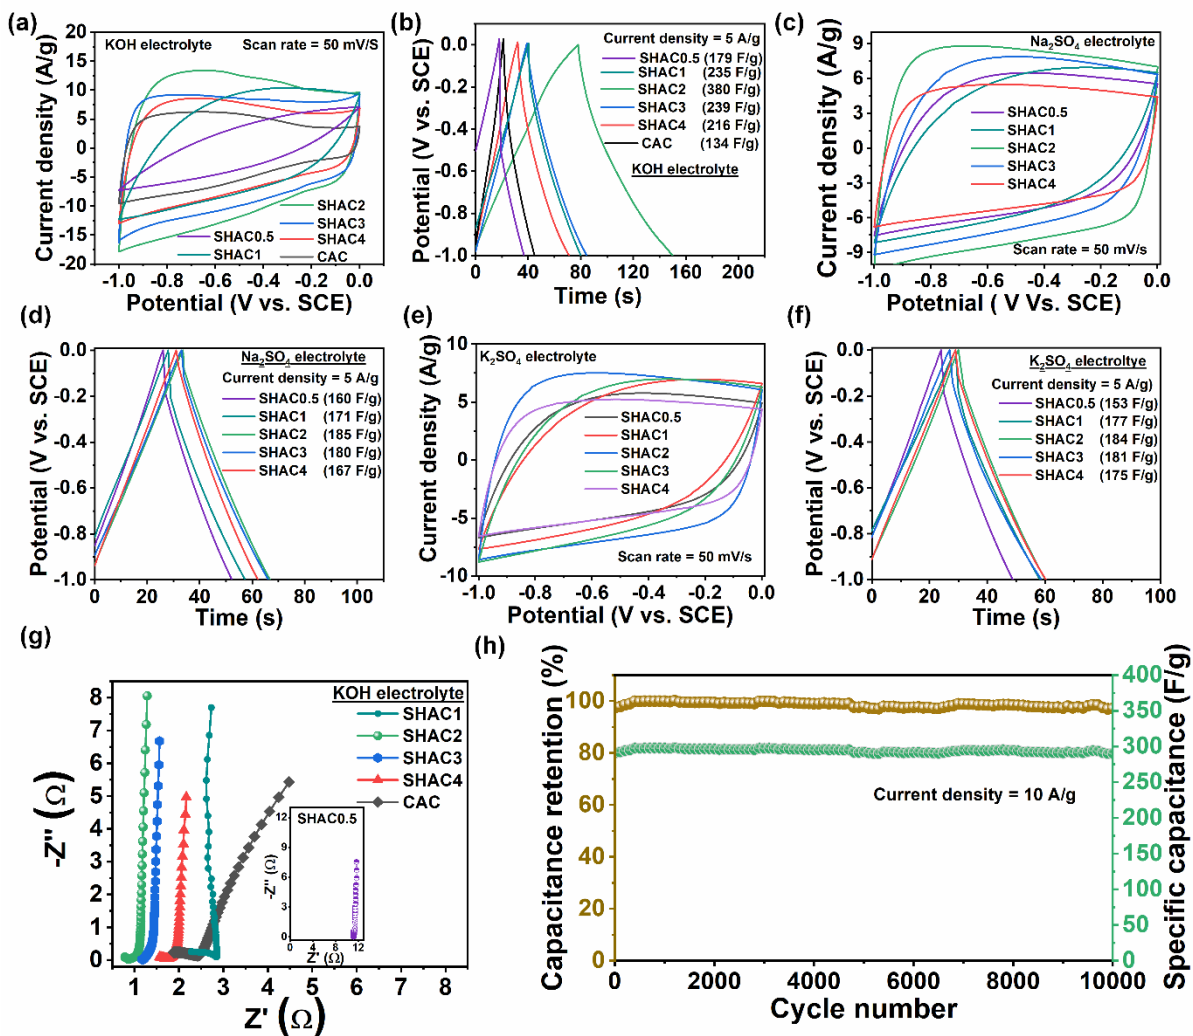 (a)
KOH electrolyte
Scan rate = 50 mV/S
Current density (A/g)
20
15
10
5
0
-5
-10
-15
-20
SHAC2
SHAC3
SHAC0.5
SHAC4
SHAC1
CAC
-1.0 -0.8 -0.6 -0.4 -0.2 0.0
Potential (V Vs. SCE)
(b)
Current density = 5 A/g
SHAC0.5 (179 F/g)
SHAC1 (235 F/g)
SHAC2 (380 F/g)
SHAC3 (239 F/g)
SHAC4 (216 F/g)
CAC (134 F/g)
KOH electrolyte
Potential (V vs. SCE)
0.0
-0.2
-0.4
-0.6
-0.8
-1.0
0 40 80 120 160 200
Time (s)
(c)
Na₂SO₄ electrolyte
Current density (A/g)
9
6
3
0
-3
-6
-9
SHAC0.5
SHAC1
SHAC2
SHAC3
SHAC4
Scan rate = 50 mV/s
-1.0 -0.8 -0.6 -0.4 -0.2 0.0
Potetnial ( V Vs. SCE)
(d)
Na₂SO₄ electrolyte
Current density = 5 A/g
SHAC0.5 (160 F/g)
SHAC1 (171 F/g)
SHAC2 (185 F/g)
SHAC3 (180 F/g)
SHAC4 (167 F/g)
Potential (V vs. SCE)
0.0
-0.2
-0.4
-0.6
-0.8
-1.0
0 20 40 60 80 100
Time (s)
(e)
K₂SO₄ electrolyte
Current density (A/g)
10
5
0
-5
-10
SHAC0.5
SHAC1
SHAC2
SHAC3
SHAC4
Scan rate = 50 mV/s
-1.0 -0.8 -0.6 -0.4 -0.2 0.0
Potential (V vs. SCE)
(f)
K₂SO₄ electroltye
Current density = 5 A/g
SHAC0.5 (153 F/g)
SHAC1 (177 F/g)
SHAC2 (184 F/g)
SHAC3 (181 F/g)
SHAC4 (175 F/g)
Potential (V vs. SCE)
0.0
-0.2
-0.4
-0.6
-0.8
-1.0
0 20 40 60 80 100
Time (s)
(g)
KOH electrolyte
SHAC1
SHAC2
SHAC3
SHAC4
CAC
-Z'' (Ω)
8
7
6
5
4
3
2
1
0
SHAC0.5
-Z'' (Ω)
12
9
6
3
0
0 3 6 9 12
Z' (Ω)
1 2 3 4 5 6 7 8
Z' (Ω)
(h)
Capacitance retention (%)
100
80
60
40
20
0
Current density = 10 A/g
Specific capacitance (F/g)
400
350
300
250
200
150
100
50
0
0 2000 4000 6000 8000 10000
Cycle number